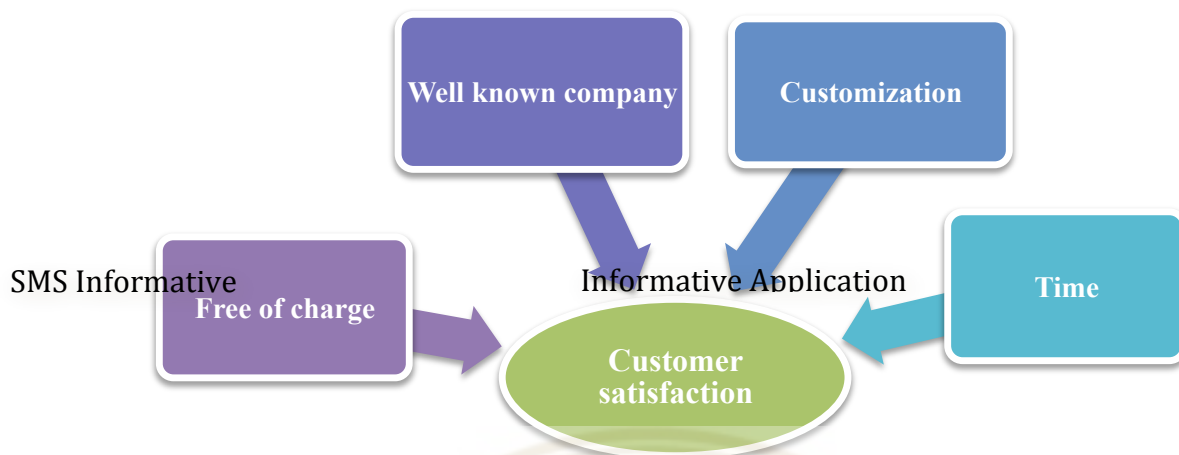 Well known company
Customization
SMS Informative
Informative Application
Free of charge
Time
Customer
satisfaction